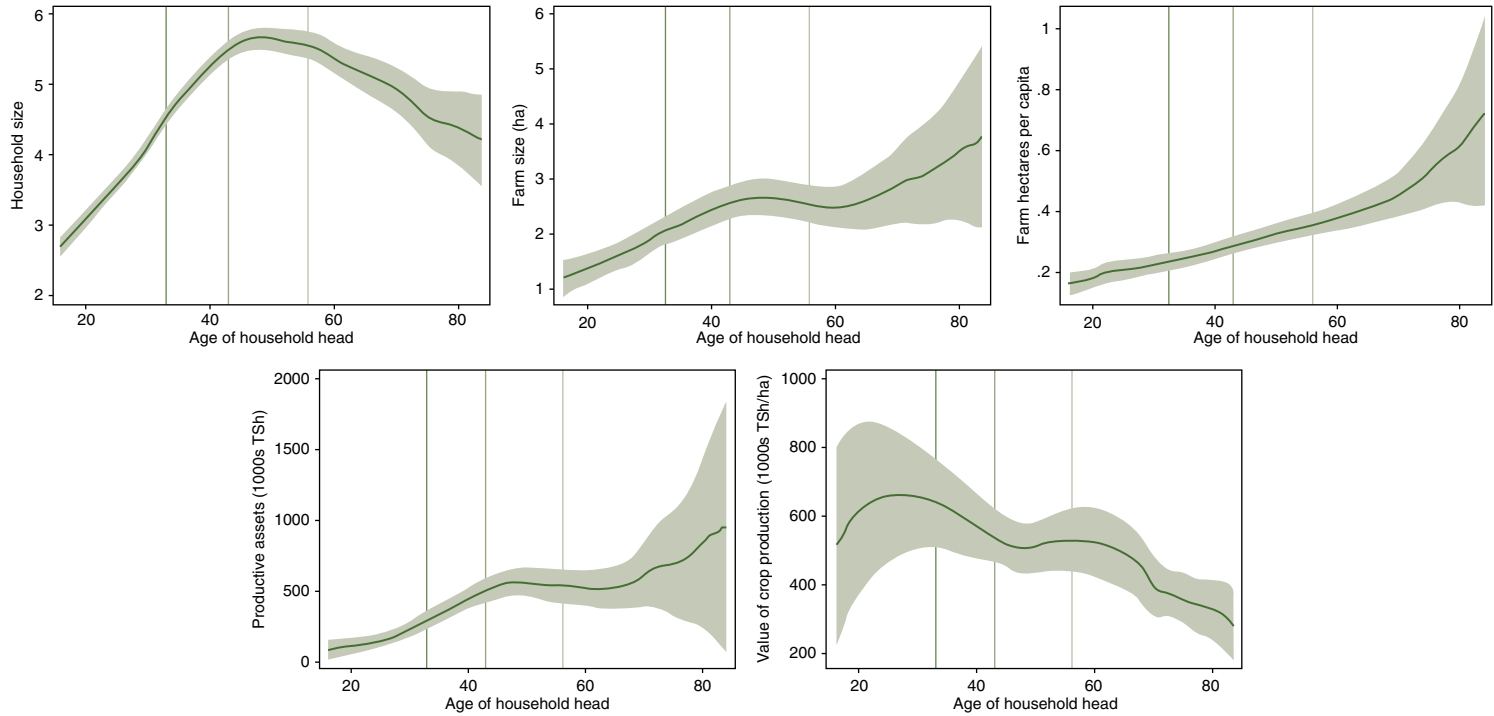 Household size
6
5
4
3
2
20 40 60 80
Age of household head
Farm size (ha)
6
5
4
3
2
1
20 40 60 80
Age of household head
Farm hectares per capita
1
.8
.6
.4
.2
20 40 60 80
Age of household head
Productive assets (1000s TSh)
2000
1500
1000
500
0
20 40 60 80
Age of household head
Value of crop production (1000s TSh/ha)
1000
800
600
400
200
20 40 60 80
Age of household head